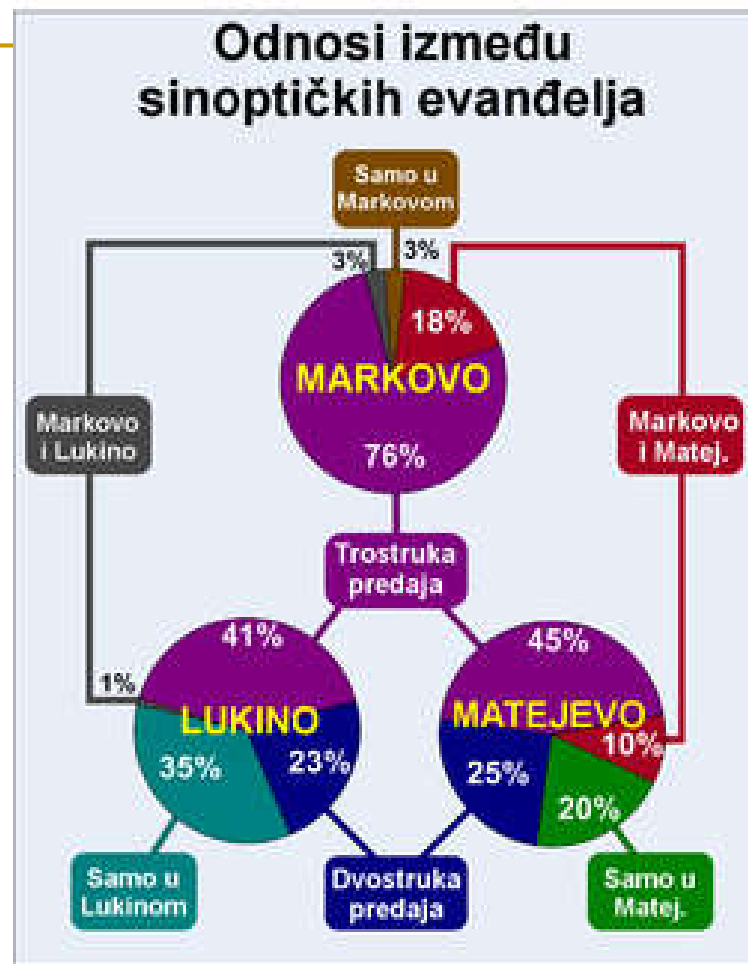 Odnosi između
sinoptičkih evanđelja
Samo u
Markovom
3%
3%
18%
MARKOVO
76%
Markovo
i Lukino
Markovo
i Matej.
Trostruka
predaja
41%
1%
LUKINO
35%
23%
45%
MATEJEVO
10%
25%
20%
Samo u
Lukinom
Dvostruka
predaja
Samo u
Matej.